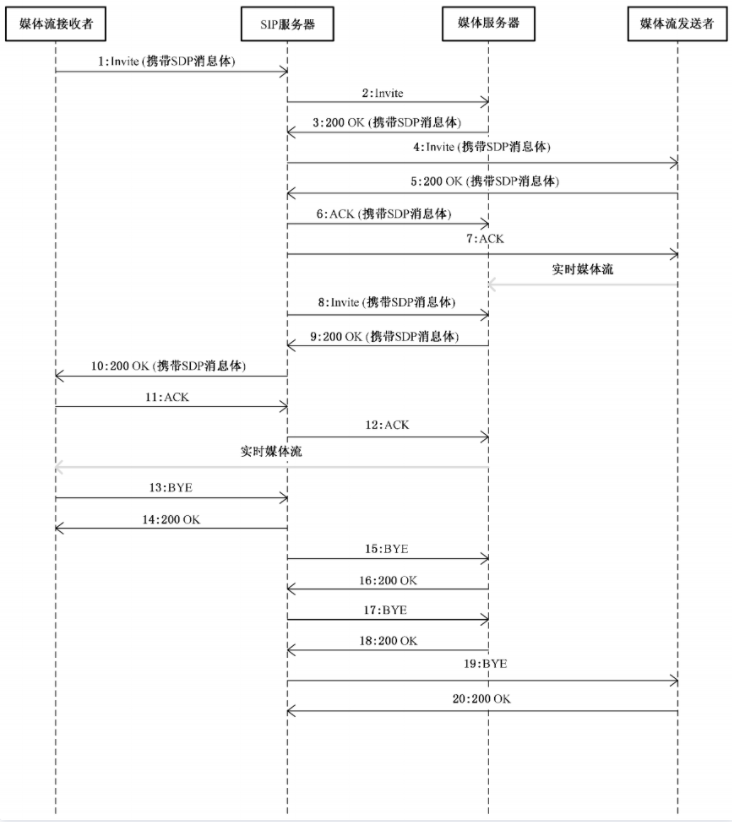 媒体流接收者
SIP服务器
媒体服务器
媒体流发送者
1:Invite (携带SDP消息体)
2:Invite
3:200 OK (携带SDP消息体)
4:Invite (携带SDP消息体)
5:200 OK (携带SDP消息体)
6:ACK (携带SDP消息体)
7:ACK
实时媒体流
8:Invite (携带SDP消息体)
9:200 OK (携带SDP消息体)
10:200 OK (携带SDP消息体)
11:ACK
12:ACK
实时媒体流
13:BYE
14:200 OK
15:BYE
16:200 OK
17:BYE
18:200 OK
19:BYE
20:200 OK